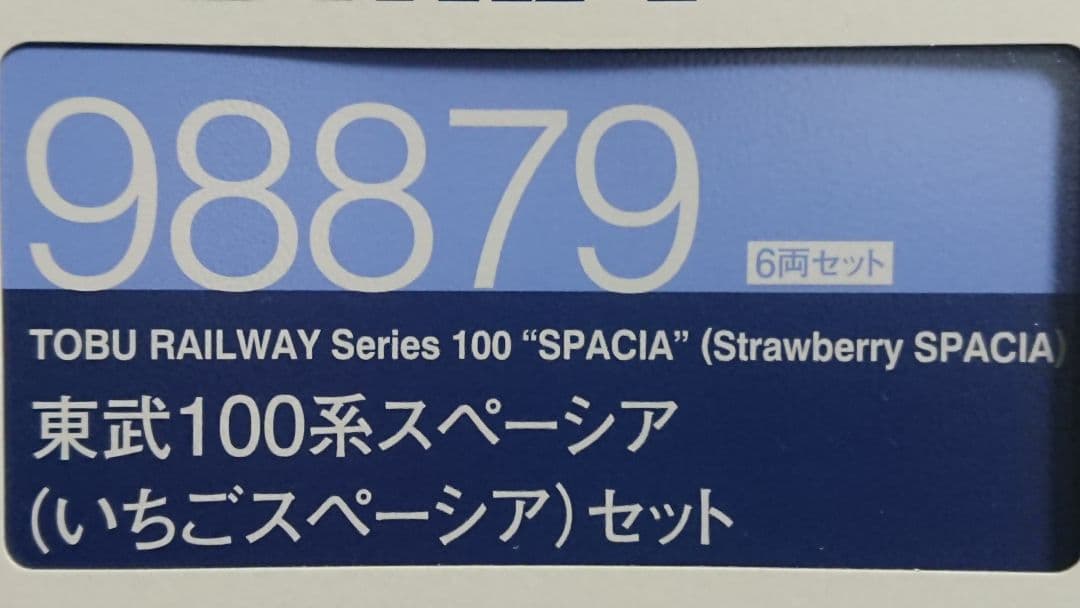 98879
6両セット
TOBU RAILWAY Series 100 “SPACIA” (Strawberry SPACIA)
東武100系スペーシア
(いちごスペーシア)セット